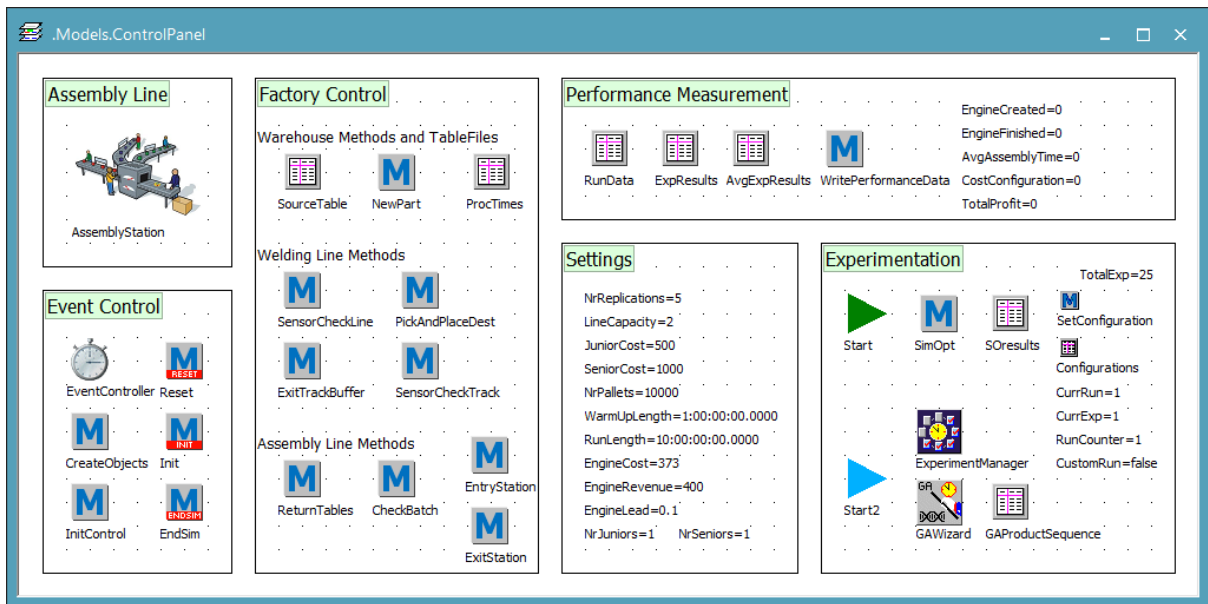 .Models.ControlPanel
Assembly Line
AssemblyStation
Event Control
EventController
RESET
Reset
M
CreateObjects
M
INIT
Init
M
InitControl
M
ENDSIM
EndSim
Factory Control
Warehouse Methods and TableFiles
SourceTable
M
NewPart
ProcTimes
Welding Line Methods
M
SensorCheckLine
M
PickAndPlaceDest
M
ExitTrackBuffer
M
SensorCheckTrack
Assembly Line Methods
M
ReturnTables
M
CheckBatch
M
EntryStation
M
ExitStation
Performance Measurement
RunData
ExpResults
AvgExpResults
M
WritePerformanceData
EngineCreated=0
EngineFinished=0
AvgAssemblyTime=0
CostConfiguration=0
TotalProfit=0
Settings
NrReplications=5
LineCapacity=2
JuniorCost=500
SeniorCost=1000
NrPallets=10000
WarmUpLength=1:00:00:00.0000
RunLength=10:00:00:00.0000
EngineCost=373
EngineRevenue=400
EngineLead=0.1
NrJuniors=1 NrSeniors=1
Experimentation
TotalExp=25
Start
M
SimOpt
SOresults
M
SetConfiguration
Configurations
CurrRun=1
CurrExp=1
RunCounter=1
CustomRun=false
ExperimentManager
Start2
GA
GAWizard
GAProductSequence